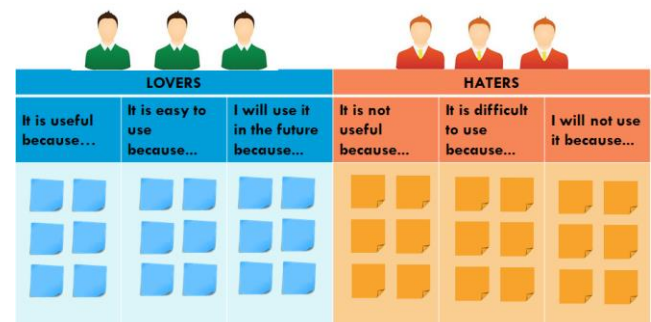 LOVERS
HATERS
It is useful
because...
It is easy to
use
because...
I will use it
in the future
because...
It is not
useful
because...
It is difficult
to use
because...
I will not use
it because...